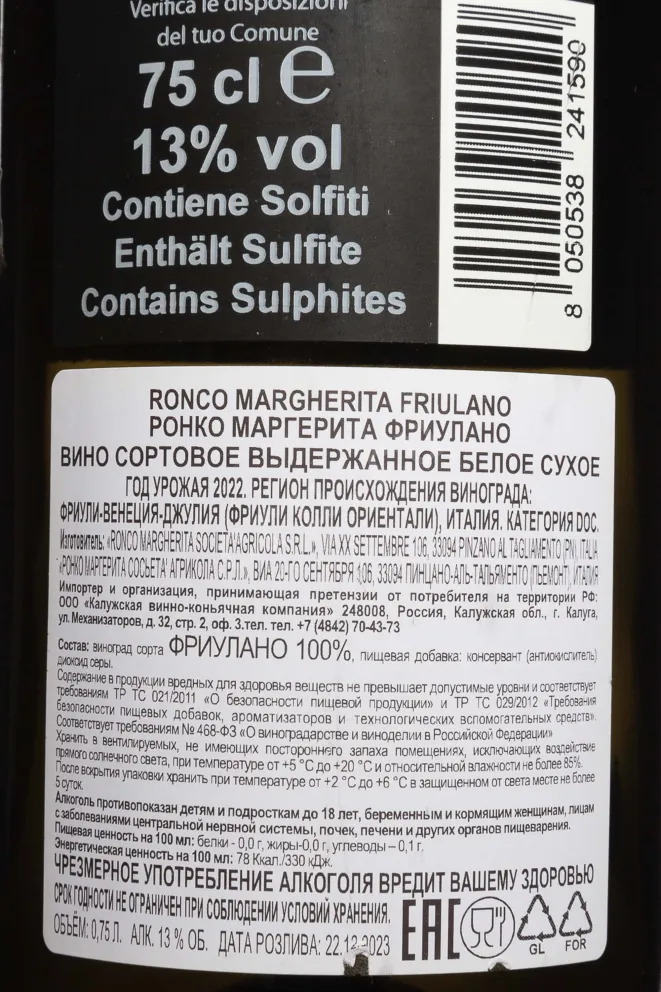 Verifica le disposizioni
del tuo Comune
75 cl e
13% vol
Contiene Solfiti
Enthält Sulfite
Contains Sulphites
8 050538 241590
RONCO MARGHERITA FRIULANO
РОНКО МАРГЕРИТА ФРИУЛАНО
ВИНО СОРТОВОЕ ВЫДЕРЖАННОЕ БЕЛОЕ СУХОЕ
ГОД УРОЖАЯ 2022. РЕГИОН ПРОИСХОЖДЕНИЯ ВИНОГРАДА:
ФРИУЛИ-ВЕНЕЦИЯ-ДЖУЛИЯ (ФРИУЛИ КОЛЛИ ОРИЕНТАЛИ), ИТАЛИЯ. КАТЕГОРИЯ DOC.
Изготовитель: «RONCO MARGHERITA SOCIETA'AGRICOLA S.R.L.», VIA XX SETTEMBRE 106, 33094 PINZANO AL TAGLIAMENTO (PN), ITALIA
«РОНКО МАРГЕРИТА СОСЬЕТА' АГРИКОЛА С.Р.Л.», ВИА 20-ГО СЕНТЯБРЯ 106, 33094 ПИНЦАНО-АЛЬ-ТАЛЬЯМЕНТО (ПЬЕМОНТ), ИТАЛИЯ
Импортер и организация, принимающая претензии от потребителя на территории РФ:
ООО «Калужская винно-коньячная компания» 248008, Россия, Калужская обл., г. Калуга,
ул. Механизаторов, д. 32, стр. 2, оф. 3.тел. тел. +7 (4842) 70-43-73
Состав: виноград сорта ФРИУЛАНО 100%, пищевая добавка: консервант (антиокислитель)
диоксид серы.
Содержание в продукции вредных для здоровья веществ не превышает допустимые уровни и соответствует
требованиям ТР ТС 021/2011 «О безопасности пищевой продукции» и ТР ТС 029/2012 «Требования
безопасности пищевых добавок, ароматизаторов и технологических вспомогательных средств».
Соответствует требованиям № 468-ФЗ «О виноградарстве и виноделии в Российской Федерации»
Хранить в вентилируемых, не имеющих постороннего запаха помещениях, исключающих воздействие
прямого солнечного света, при температуре от +5 °C до +20 °C и относительной влажности не более 85%.
После вскрытия упаковки хранить при температуре от +2 °C до +6 °C в защищенном от света месте не более
5 суток.
Алкоголь противопоказан детям и подросткам до 18 лет, беременным и кормящим женщинам, лицам
с заболеваниями центральной нервной системы, почек, печени и других органов пищеварения.
Пищевая ценность на 100 мл: белки - 0,0 г, жиры-0,0 г, углеводы – 0,1 г.
Энергетическая ценность на 100 мл: 78 Ккал./330 кДж.
ЧРЕЗМЕРНОЕ УПОТРЕБЛЕНИЕ АЛКОГОЛЯ ВРЕДИТ ВАШЕМУ ЗДОРОВЬЮ
СРОК ГОДНОСТИ НЕ ОГРАНИЧЕН ПРИ СОБЛЮДЕНИИ УСЛОВИЙ ХРАНЕНИЯ.
ОБЪЁМ: 0,75 Л. АЛК. 13 % ОБ. ДАТА РОЗЛИВА: 22.12.2023
EAC
GL FOR